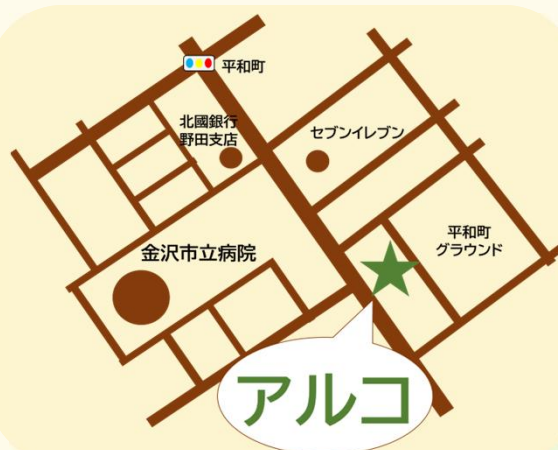 平和町
北國銀行
野田支店
セブンイレブン
平和町
グラウンド
金沢市立病院
アルコ